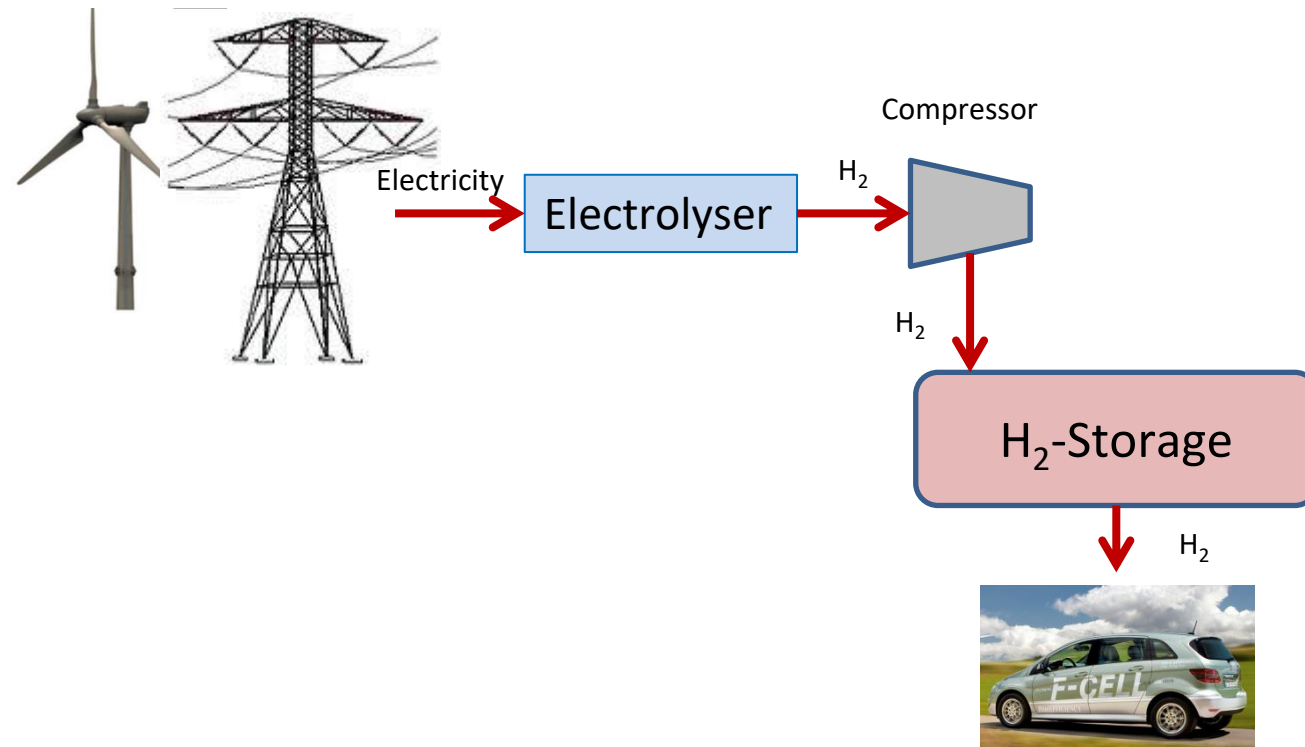 Compressor
Electricity
H₂
Electrolyser
H₂
H₂-Storage
H₂
F-CELL